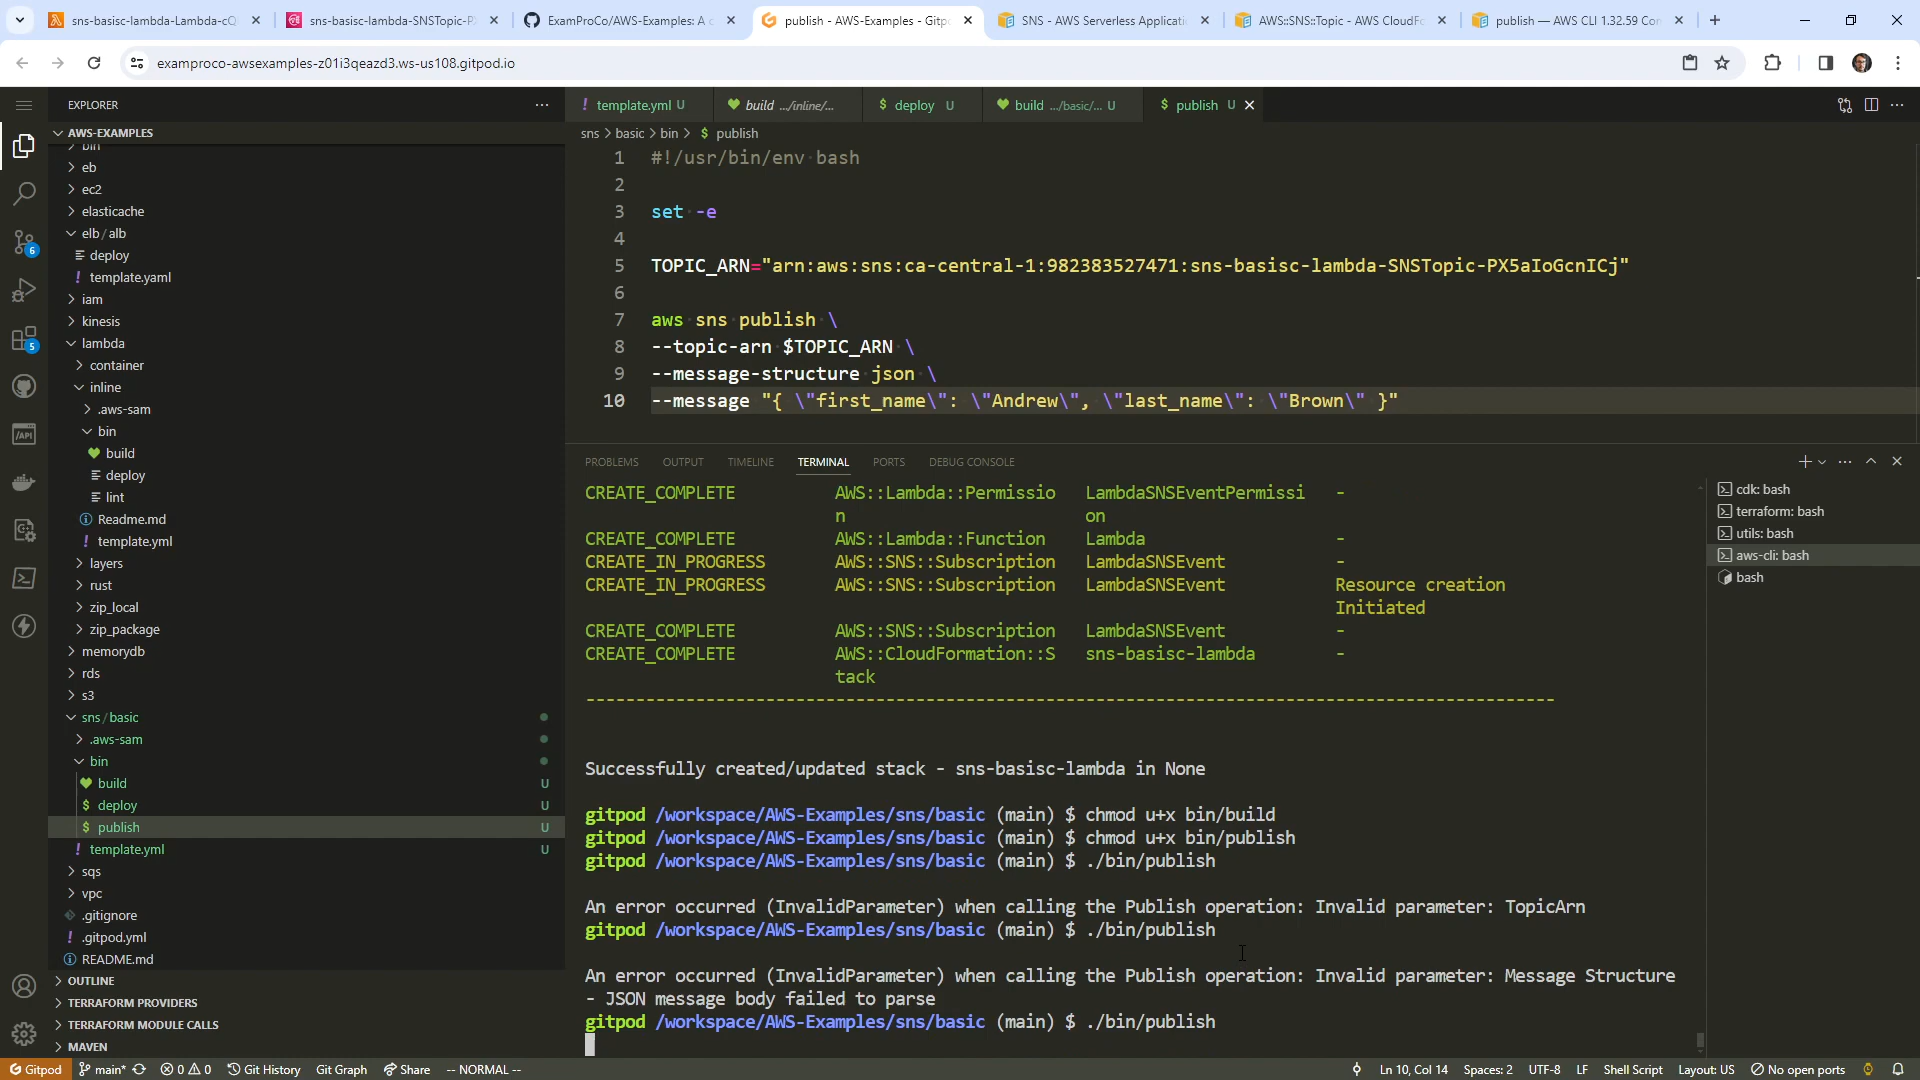 sns-basisc-lambda-Lambda-cQ
sns-basisc-lambda-SNSTopic-P
ExamProCo/AWS-Examples: A c
publish - AWS-Examples - Gitp
SNS - AWS Serverless Applicati
AWS::SNS::Topic - AWS CloudFo
publish — AWS CLI 1.32.59 Co
examproco-awsexamples-z01i3qeazd3.ws-us108.gitpod.io
EXPLORER
AWS-EXAMPLES
bin
eb
ec2
elasticache
elb / alb
deploy
template.yaml
iam
kinesis
lambda
container
inline
.aws-sam
bin
build
deploy
lint
Readme.md
template.yml
layers
rust
zip_local
zip_package
memorydb
rds
s3
sns / basic
.aws-sam
bin
build U
deploy U
publish U
template.yml U
sqs
vpc
.gitignore
.gitpod.yml
README.md
OUTLINE
TERRAFORM PROVIDERS
TERRAFORM MODULE CALLS
MAVEN
6
5
/API
template.yml U
build .../inline/...
deploy U
build .../basic/... U
publish U
sns > basic > bin > $ publish
1 #!/usr/bin/env bash
2
3 set -e
4
5 TOPIC_ARN="arn:aws:sns:ca-central-1:982383527471:sns-basisc-lambda-SNSTopic-PX5aIoGcnICj"
6
7 aws sns publish \
8 --topic-arn $TOPIC_ARN \
9 --message-structure json \
10 --message "{ \"first_name\": \"Andrew\", \"last_name\": \"Brown\" }"
PROBLEMS OUTPUT TIMELINE TERMINAL PORTS DEBUG CONSOLE
CREATE_COMPLETE AWS::Lambda::Permissio LambdaSNSEventPermissi -
n on
CREATE_COMPLETE AWS::Lambda::Function Lambda -
CREATE_IN_PROGRESS AWS::SNS::Subscription LambdaSNSEvent -
CREATE_IN_PROGRESS AWS::SNS::Subscription LambdaSNSEvent Resource creation
Initiated
CREATE_COMPLETE AWS::SNS::Subscription LambdaSNSEvent -
CREATE_COMPLETE AWS::CloudFormation::S sns-basisc-lambda -
tack
-------------------------------------------------------------------------------------------------
Successfully created/updated stack - sns-basisc-lambda in None
gitpod /workspace/AWS-Examples/sns/basic (main) $ chmod u+x bin/build
gitpod /workspace/AWS-Examples/sns/basic (main) $ chmod u+x bin/publish
gitpod /workspace/AWS-Examples/sns/basic (main) $ ./bin/publish
An error occurred (InvalidParameter) when calling the Publish operation: Invalid parameter: TopicArn
gitpod /workspace/AWS-Examples/sns/basic (main) $ ./bin/publish
An error occurred (InvalidParameter) when calling the Publish operation: Invalid parameter: Message Structure
- JSON message body failed to parse
gitpod /workspace/AWS-Examples/sns/basic (main) $ ./bin/publish
cdk: bash
terraform: bash
utils: bash
aws-cli: bash
bash
Gitpod main* 0 0 Git History Git Graph Share -- NORMAL --
Ln 10, Col 14 Spaces: 2 UTF-8 LF Shell Script Layout: US No open ports